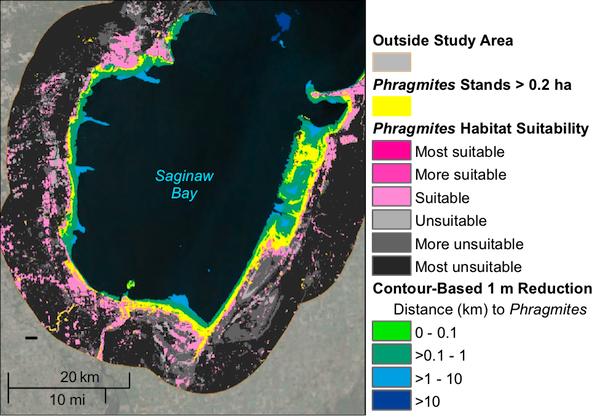 Saginaw
Bay
20 km
10 mi
Outside Study Area
Phragmites Stands > 0.2 ha
Phragmites Habitat Suitability
Most suitable
More suitable
Suitable
Unsuitable
More unsuitable
Most unsuitable
Contour-Based 1 m Reduction
Distance (km) to Phragmites
0 - 0.1
>0.1 - 1
>1 - 10
>10